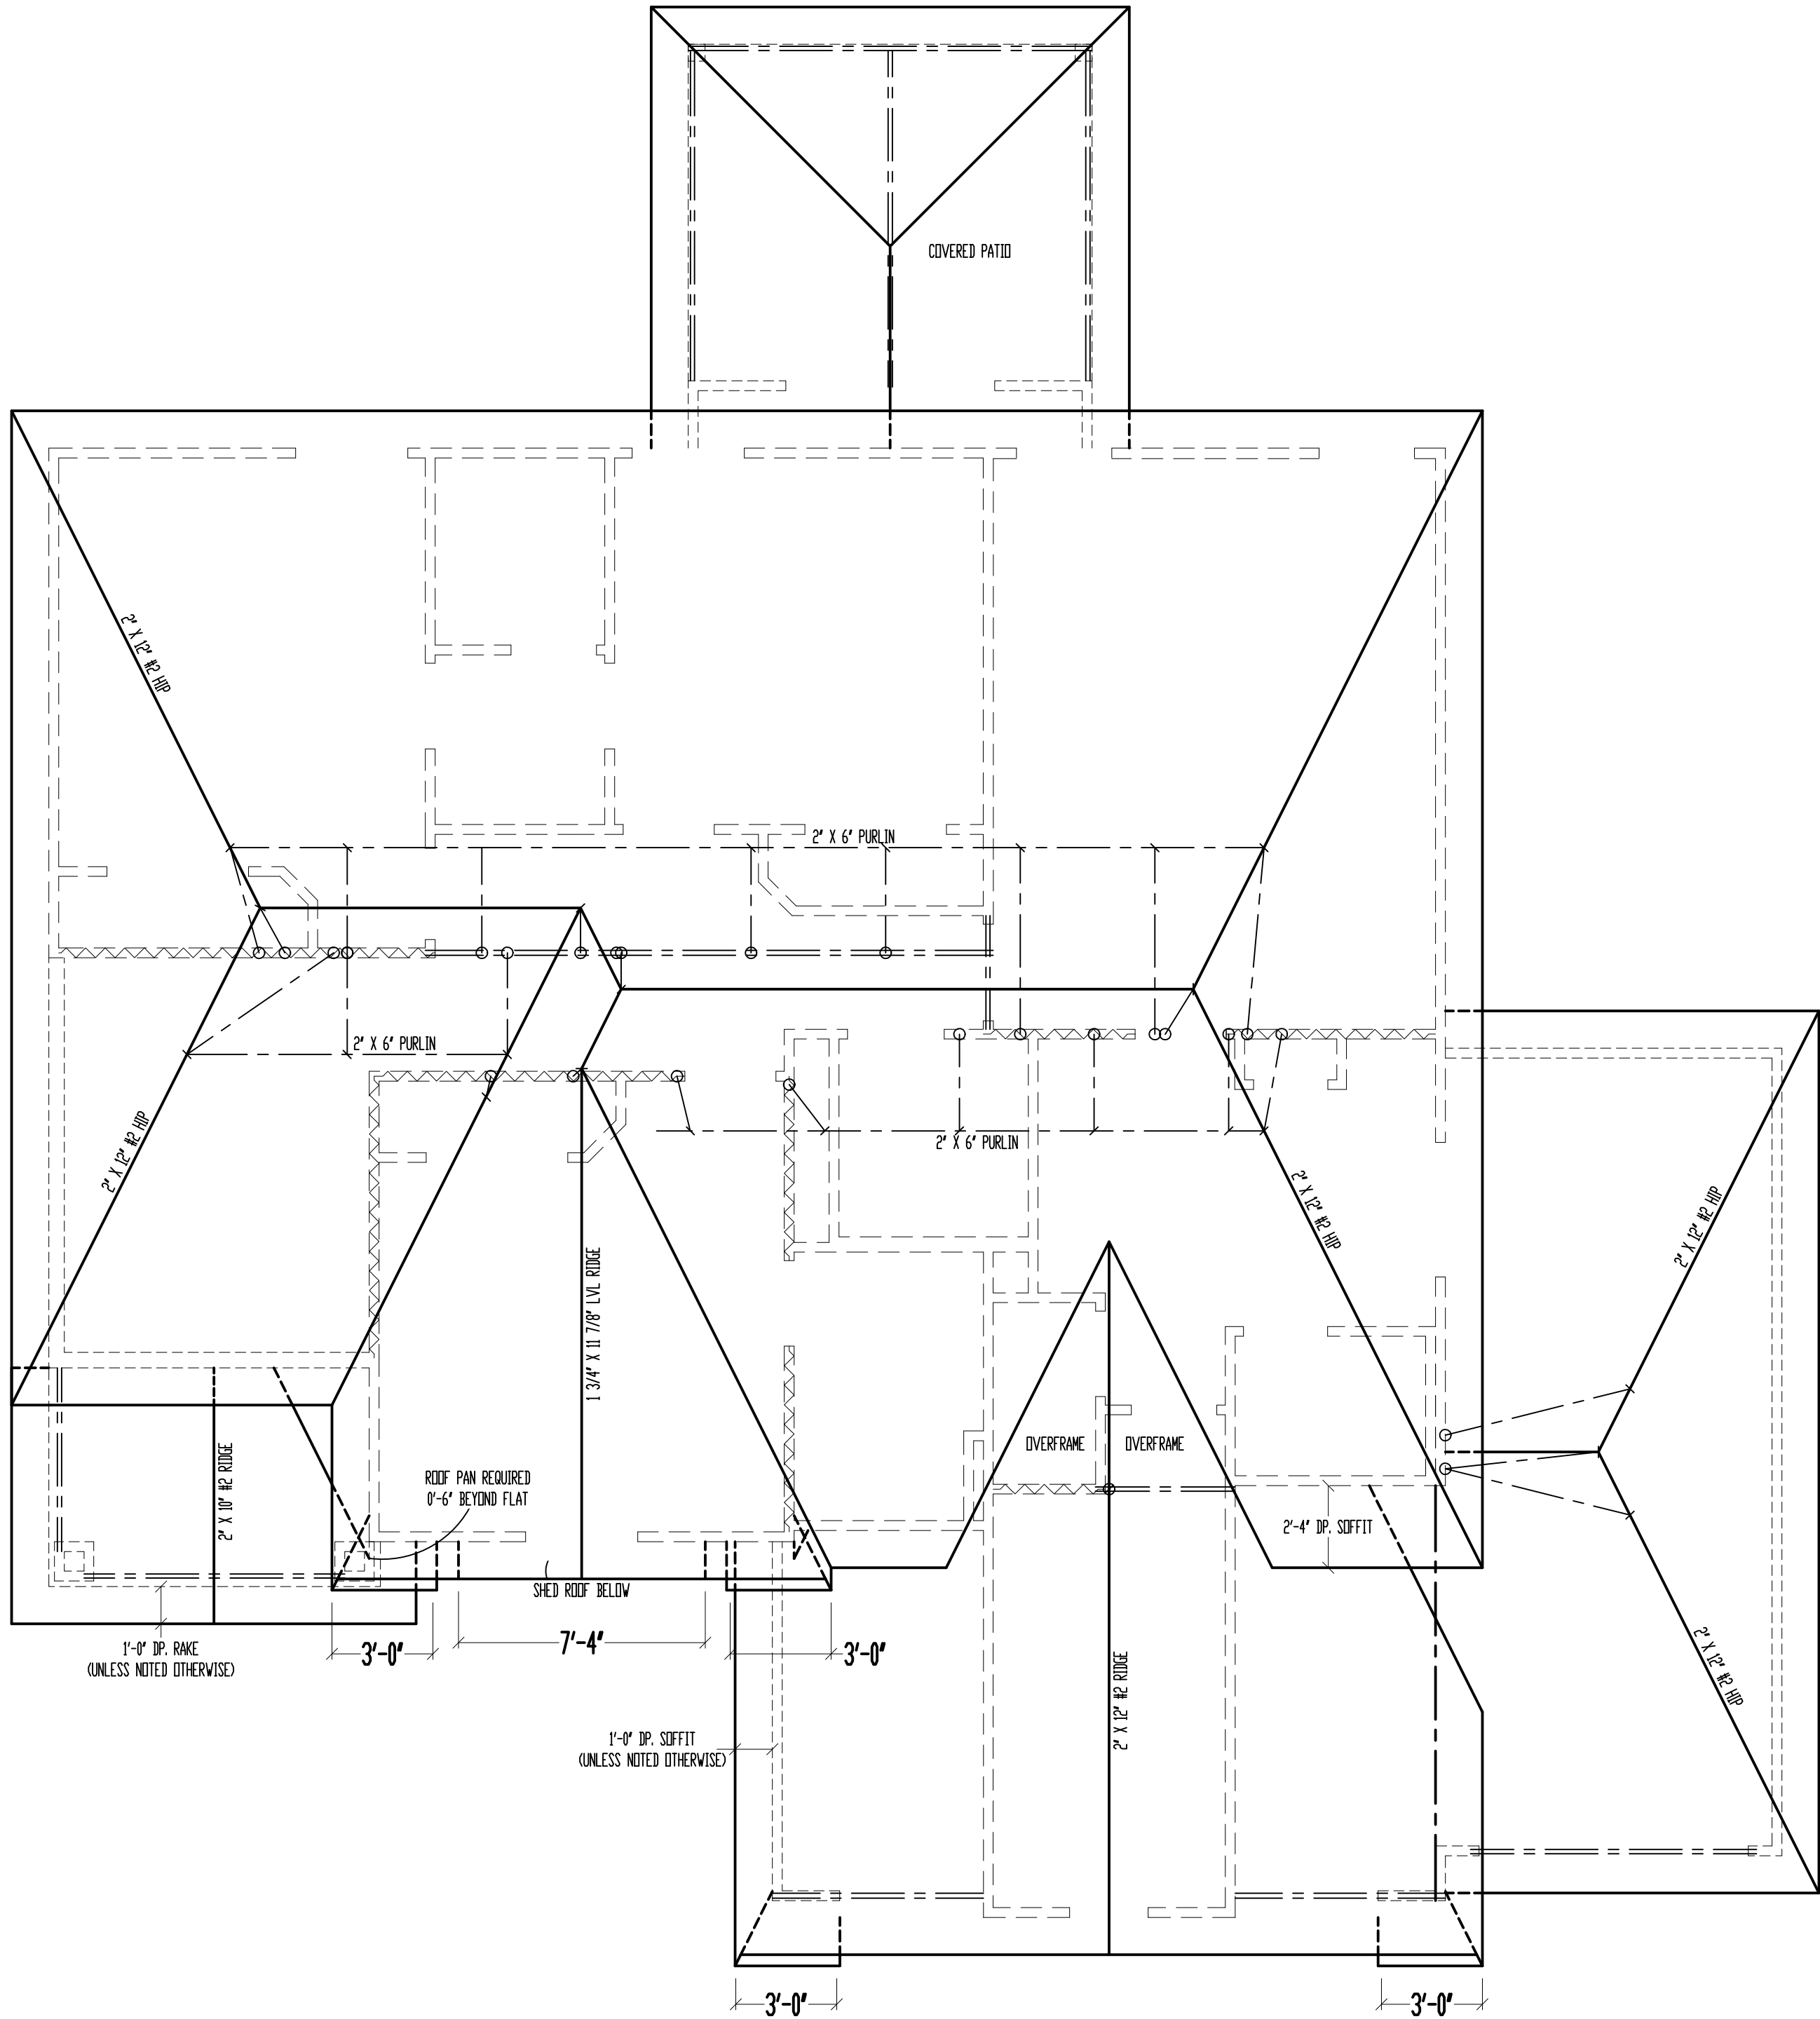 COVERED PATIO
2" X 12" #2 HIP
2" X 6" PURLIN
2" X 6" PURLIN
2" X 6" PURLIN
2" X 12" #2 HIP
2" X 12" #2 HIP
2" X 12" #2 HIP
1 3/4" X 11 7/8" LVL RIDGE
OVERFRAME
OVERFRAME
2" X 10" #2 RIDGE
ROOF PAN REQUIRED
0'-6" BEYOND FLAT
2'-4" DP. SOFFIT
SHED ROOF BELOW
1'-0" DP. RAKE
(UNLESS NOTED OTHERWISE)
3'-0"
7'-4"
3'-0"
2" X 12" #2 HIP
2" X 12" #2 RIDGE
1'-0" DP. SOFFIT
(UNLESS NOTED OTHERWISE)
3'-0"
3'-0"